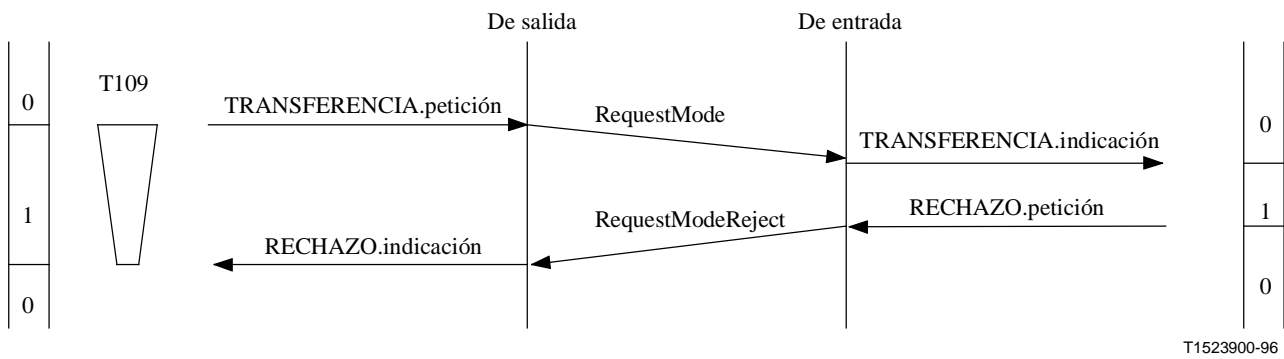 De salida
De entrada
T109
0
TRANSFERENCIA.petición
RequestMode
0
TRANSFERENCIA.indicación
1
RequestModeReject
RECHAZO.petición
1
RECHAZO.indicación
0
0
T1523900-96